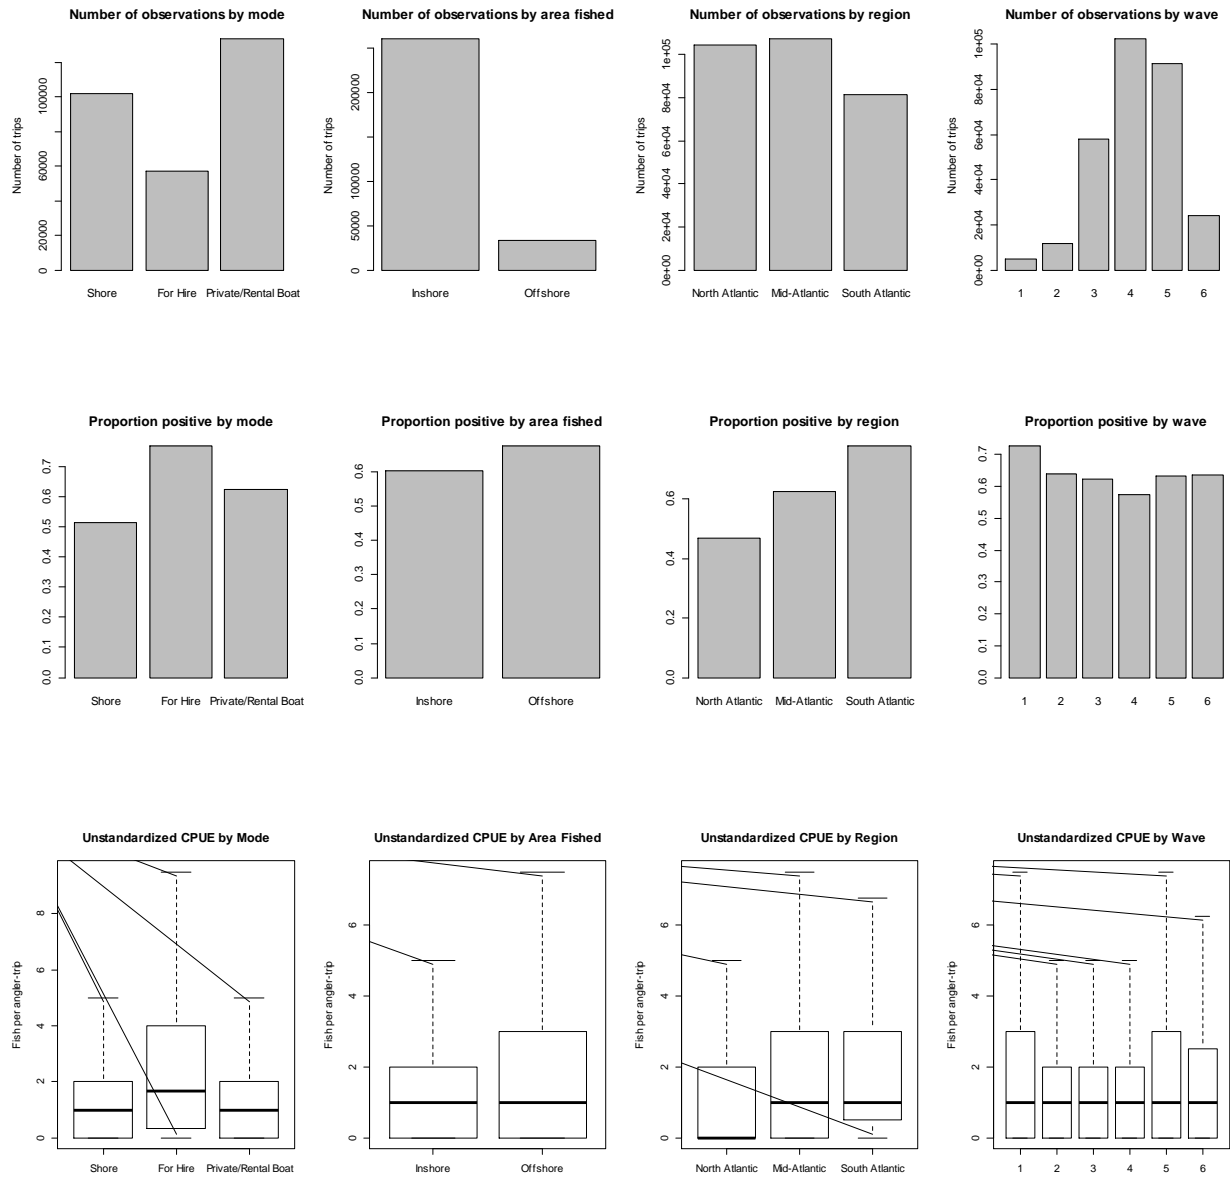 Number of observations by mode
Number of trips
100000
60000
20000
0
Shore For Hire Private/Rental Boat
Number of observations by area fished
Number of trips
200000
100000
50000
0
Inshore Offshore
Number of observations by region
Number of trips
1e+05
8e+04
6e+04
4e+04
2e+04
0e+00
North Atlantic Mid-Atlantic South Atlantic
Number of observations by wave
Number of trips
1e+05
8e+04
6e+04
4e+04
2e+04
0e+00
1 2 3 4 5 6
Proportion positive by mode
0.7
0.6
0.5
0.4
0.3
0.2
0.1
0.0
Shore For Hire Private/Rental Boat
Proportion positive by area fished
0.6
0.5
0.4
0.3
0.2
0.1
0.0
Inshore Offshore
Proportion positive by region
0.6
0.4
0.2
0.0
North Atlantic Mid-Atlantic South Atlantic
Proportion positive by wave
0.7
0.6
0.5
0.4
0.3
0.2
0.1
0.0
1 2 3 4 5 6
Unstandardized CPUE by Mode
Fish per angler-trip
8
6
4
2
0
Shore For Hire Private/Rental Boat
Unstandardized CPUE by Area Fished
Fish per angler-trip
6
4
2
0
Inshore Offshore
Unstandardized CPUE by Region
Fish per angler-trip
6
4
2
0
North Atlantic Mid-Atlantic South Atlantic
Unstandardized CPUE by Wave
Fish per angler-trip
6
4
2
0
1 2 3 4 5 6